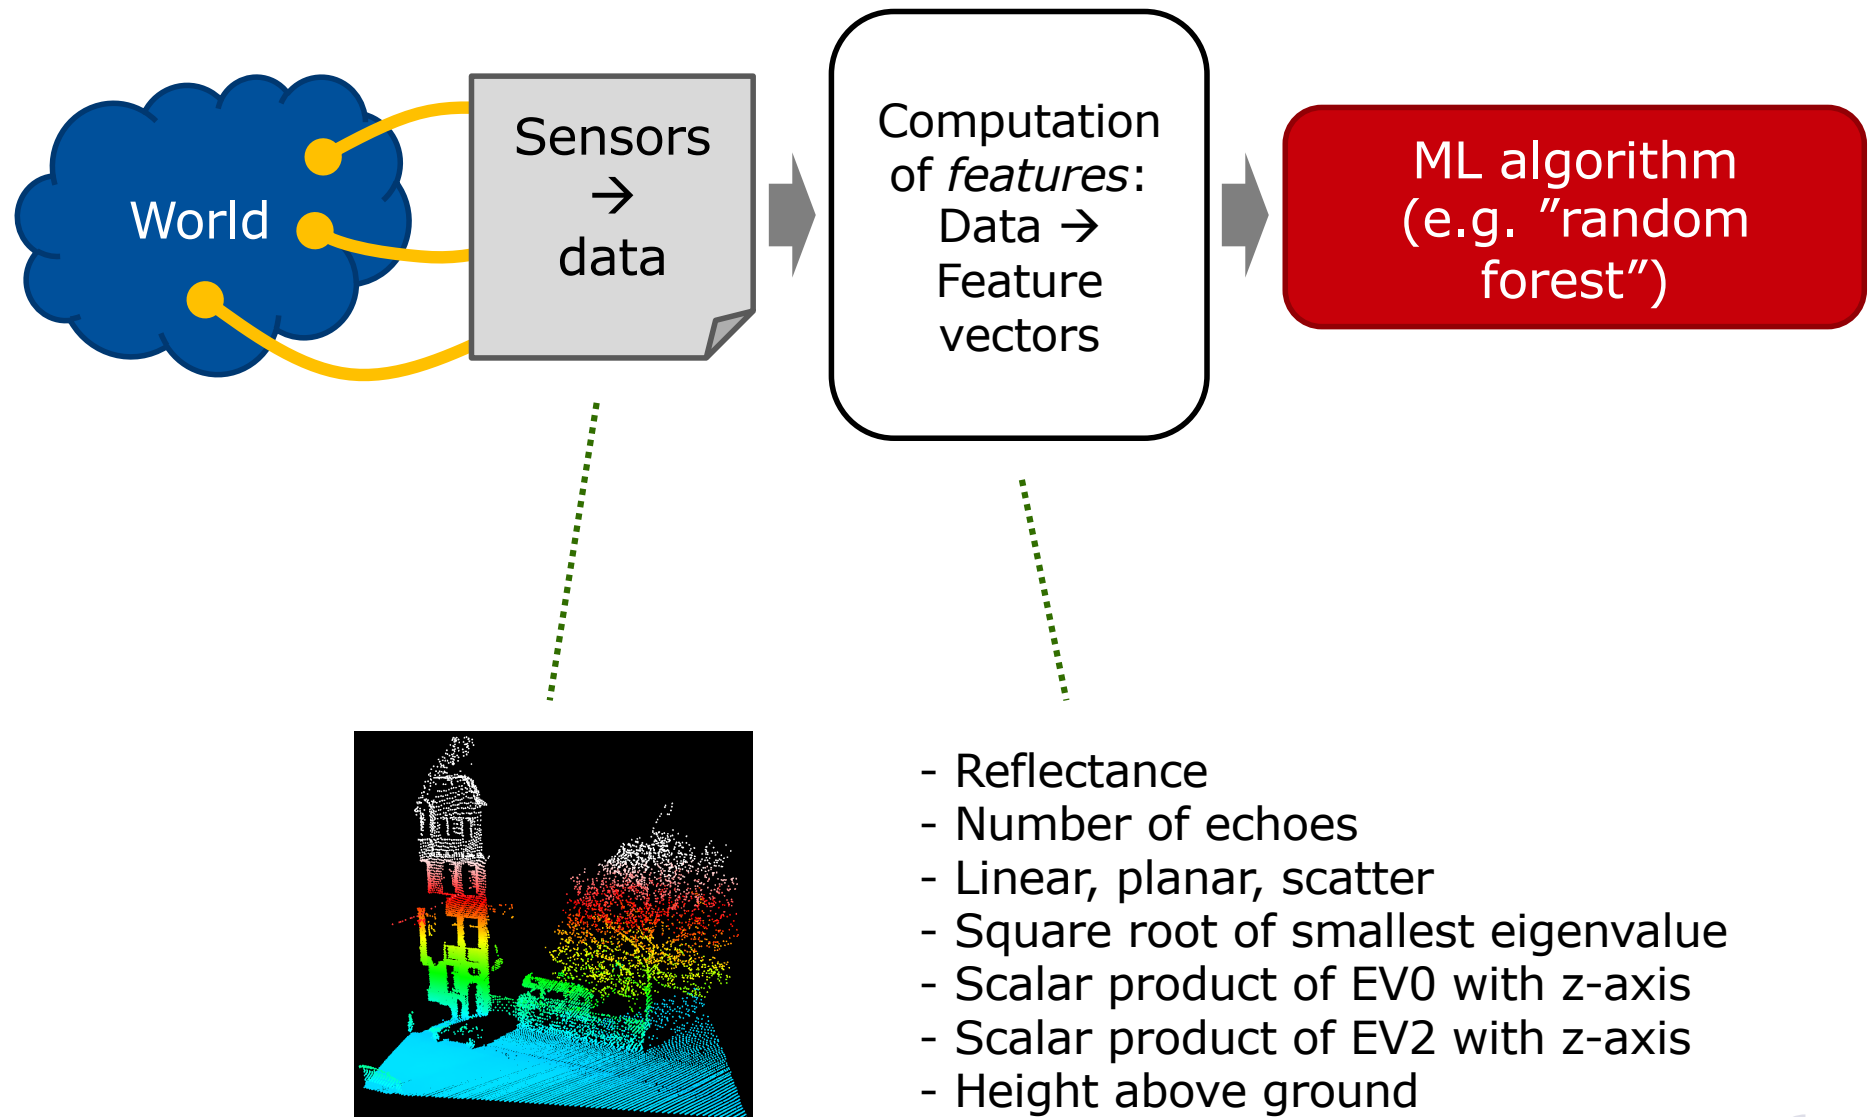 World
Sensors
→
data
Computation
of features:
Data →
Feature
vectors
ML algorithm
(e.g. ”random
forest”)
- Reflectance
- Number of echoes
- Linear, planar, scatter
- Square root of smallest eigenvalue
- Scalar product of EV0 with z-axis
- Scalar product of EV2 with z-axis
- Height above ground